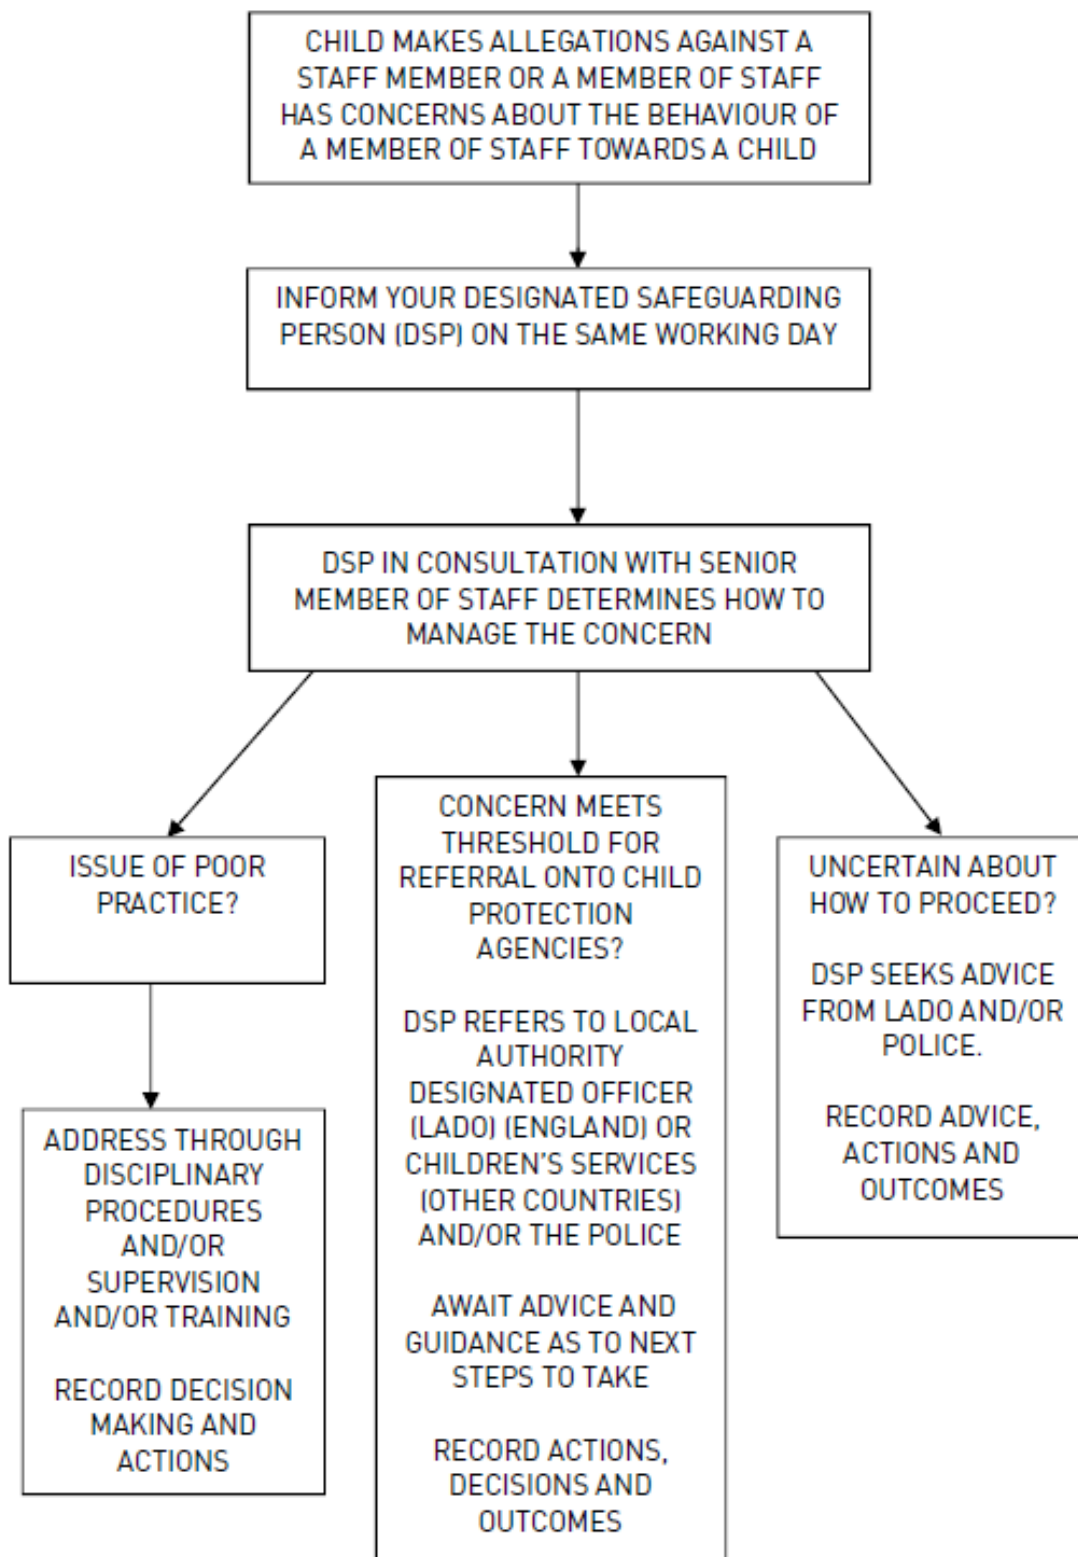 CHILD MAKES ALLEGATIONS AGAINST A
STAFF MEMBER OR A MEMBER OF STAFF
HAS CONCERNS ABOUT THE BEHAVIOUR OF
A MEMBER OF STAFF TOWARDS A CHILD
INFORM YOUR DESIGNATED SAFEGUARDING
PERSON (DSP) ON THE SAME WORKING DAY
DSP IN CONSULTATION WITH SENIOR
MEMBER OF STAFF DETERMINES HOW TO
MANAGE THE CONCERN
ISSUE OF POOR
PRACTICE?
ADDRESS THROUGH
DISCIPLINARY
PROCEDURES
AND/OR
SUPERVISION
AND/OR TRAINING
RECORD DECISION
MAKING AND
ACTIONS
CONCERN MEETS
THRESHOLD FOR
REFERRAL ONTO CHILD
PROTECTION
AGENCIES?
DSP REFERS TO LOCAL
AUTHORITY
DESIGNATED OFFICER
(LADO) (ENGLAND) OR
CHILDREN'S SERVICES
(OTHER COUNTRIES)
AND/OR THE POLICE
AWAIT ADVICE AND
GUIDANCE AS TO NEXT
STEPS TO TAKE
RECORD ACTIONS,
DECISIONS AND
OUTCOMES
UNCERTAIN ABOUT
HOW TO PROCEED?
DSP SEEKS ADVICE
FROM LADO AND/OR
POLICE.
RECORD ADVICE,
ACTIONS AND
OUTCOMES